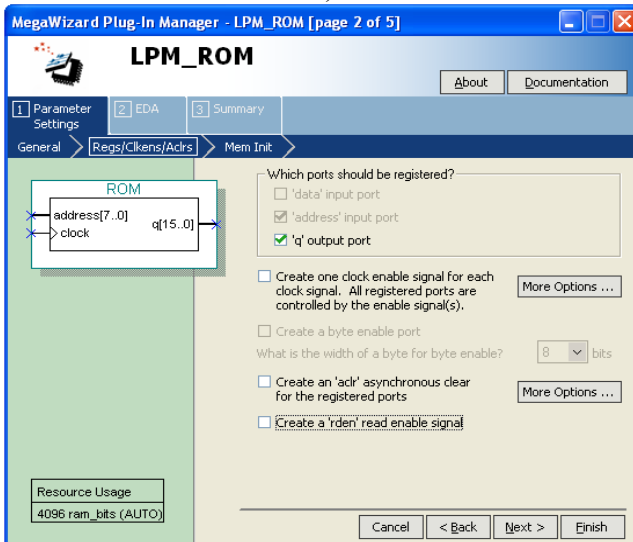 MegaWizard Plug-In Manager - LPM_ROM [page 2 of 5]
LPM_ROM
About
Documentation
1 Parameter Settings
2 EDA
3 Summary
General
Regs/Clkens/Aclrs
Mem Init
ROM
address[7..0]
q[15..0]
clock
Which ports should be registered?
'data' input port
'address' input port
'q' output port
Create one clock enable signal for each
clock signal. All registered ports are
controlled by the enable signal(s).
More Options ...
Create a byte enable port
What is the width of a byte for byte enable?
8
bits
Create an 'aclr' asynchronous clear
for the registered ports
More Options ...
Create a 'rden' read enable signal
Resource Usage
4096 ram_bits (AUTO)
Cancel
< Back
Next >
Finish